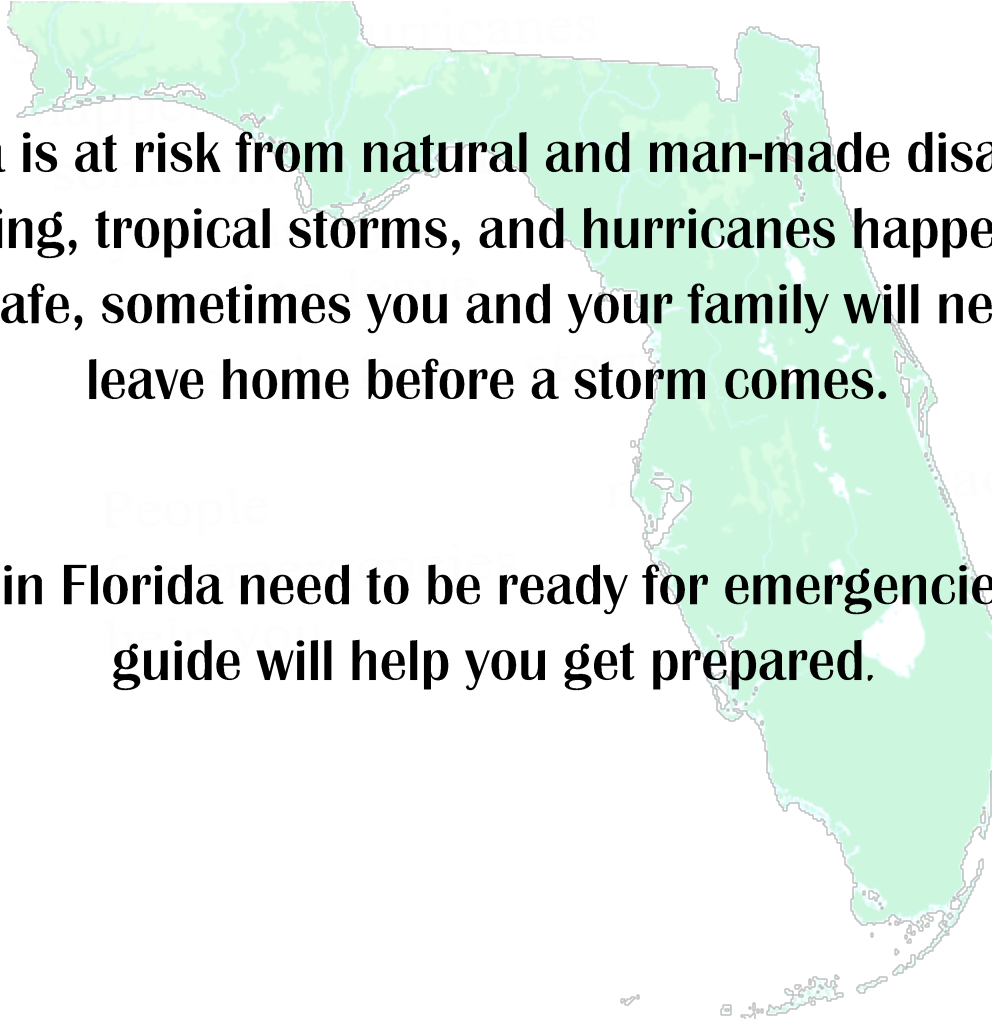 is at risk from natural and man-made disa
ing, tropical storms, and hurricanes happe
afe, sometimes you and your family will ne
leave home before a storm comes.
People
in Florida need to be ready for emergencie
guide will help you get prepared.